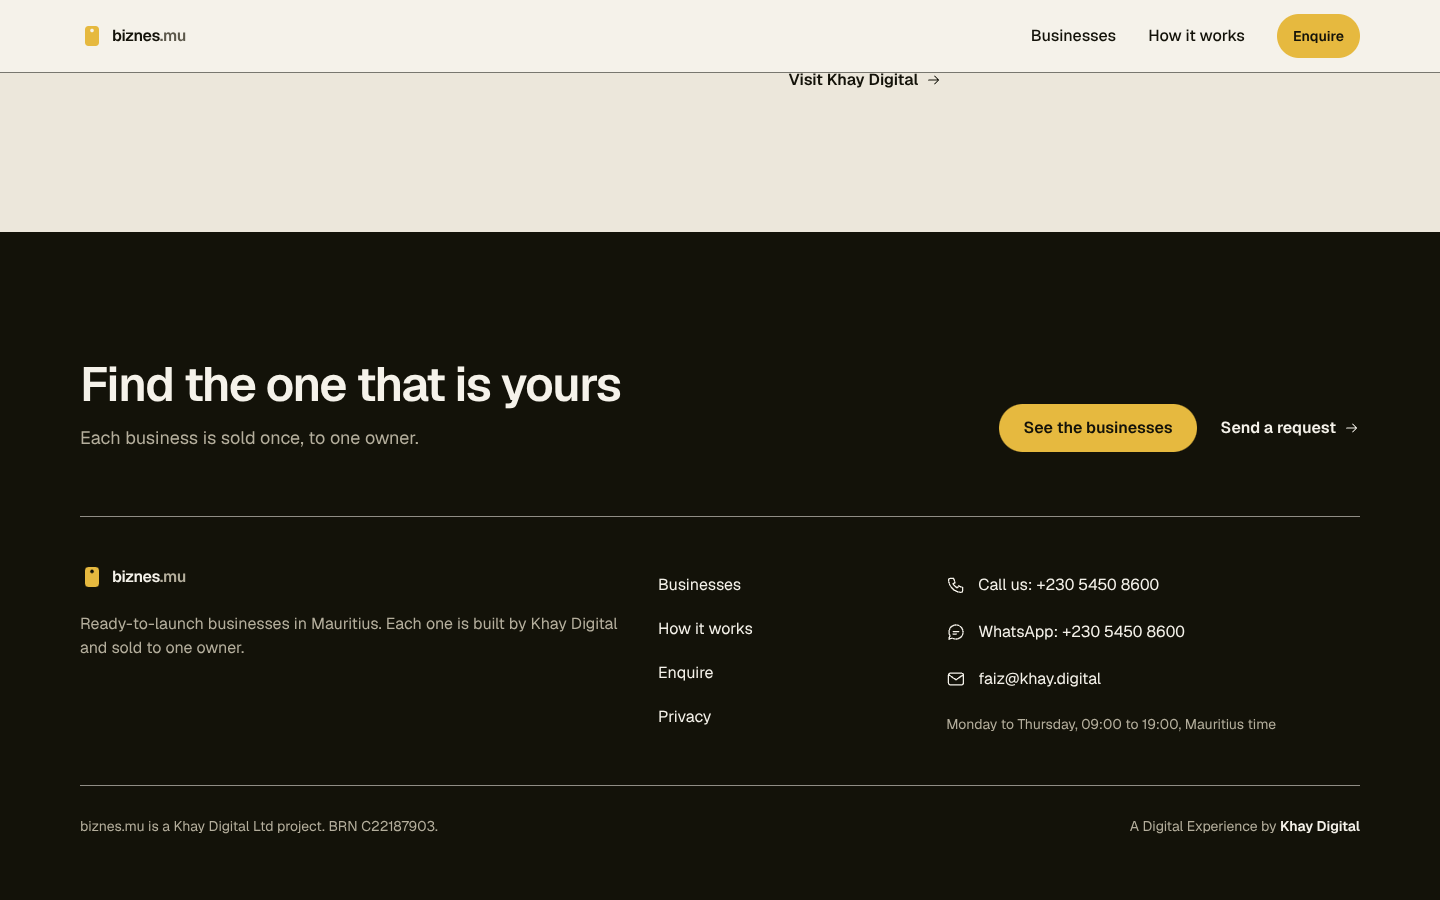 biznes.mu
Businesses
How it works
Enquire
Visit Khay Digital →
Find the one that is yours
Each business is sold once, to one owner.
See the businesses
Send a request →
biznes.mu
Ready-to-launch businesses in Mauritius. Each one is built by Khay Digital
and sold to one owner.
Businesses
How it works
Enquire
Privacy
Call us: +230 5450 8600
WhatsApp: +230 5450 8600
faiz@khay.digital
Monday to Thursday, 09:00 to 19:00, Mauritius time
biznes.mu is a Khay Digital Ltd project. BRN C22187903.
A Digital Experience by Khay Digital